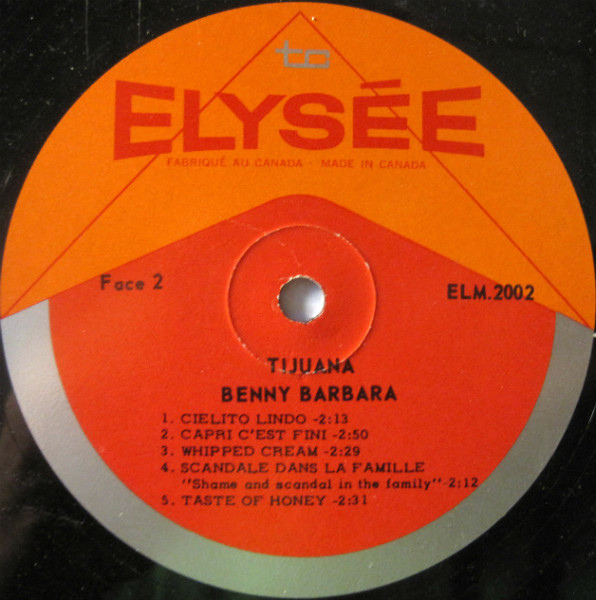 to
ELYSÉE
FABRIQUÉ AU CANADA - MADE IN CANADA
Face 2
ELM.2002
TIJUANA
BENNY BARBARA
1. CIELITO LINDO -2:13
2. CAPRI C'EST FINI -2:50
3. WHIPPED CREAM -2:29
4. SCANDALE DANS LA FAMILLE
"Shame and scandal in the family" -2:12
5. TASTE OF HONEY -2:31